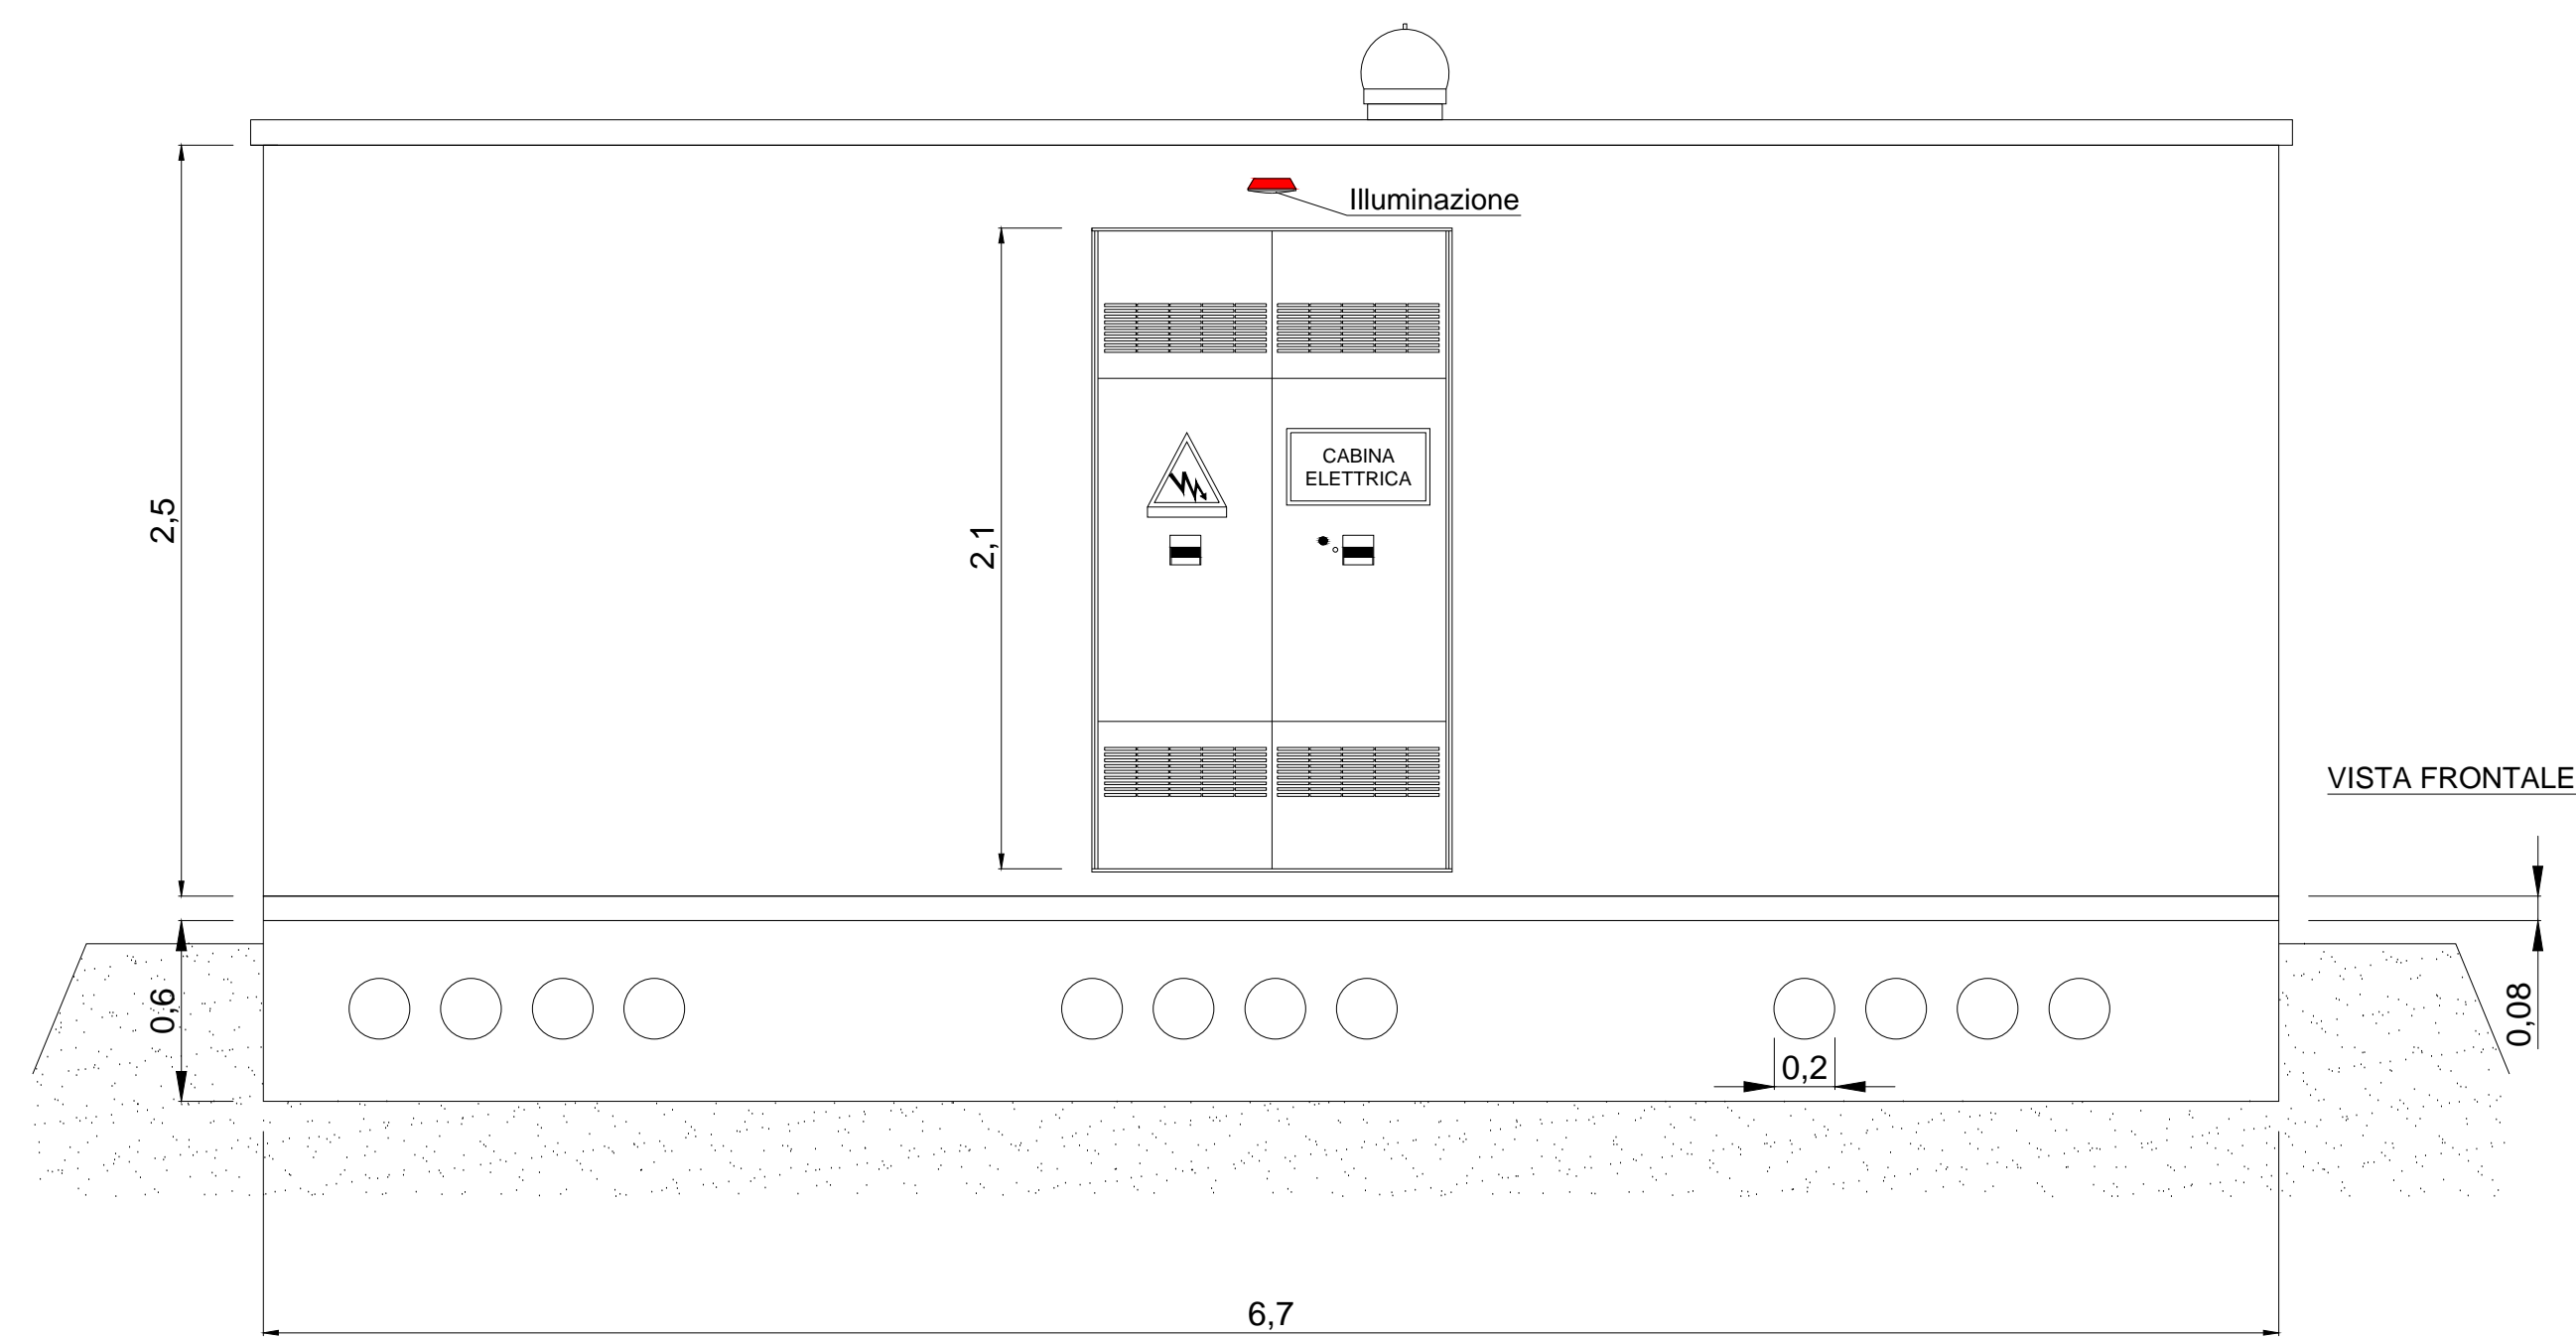 Illuminazione
CABINA
ELETTRICA
2,5
2,1
VISTA FRONTALE
0,6
0,08
0,2
6,7